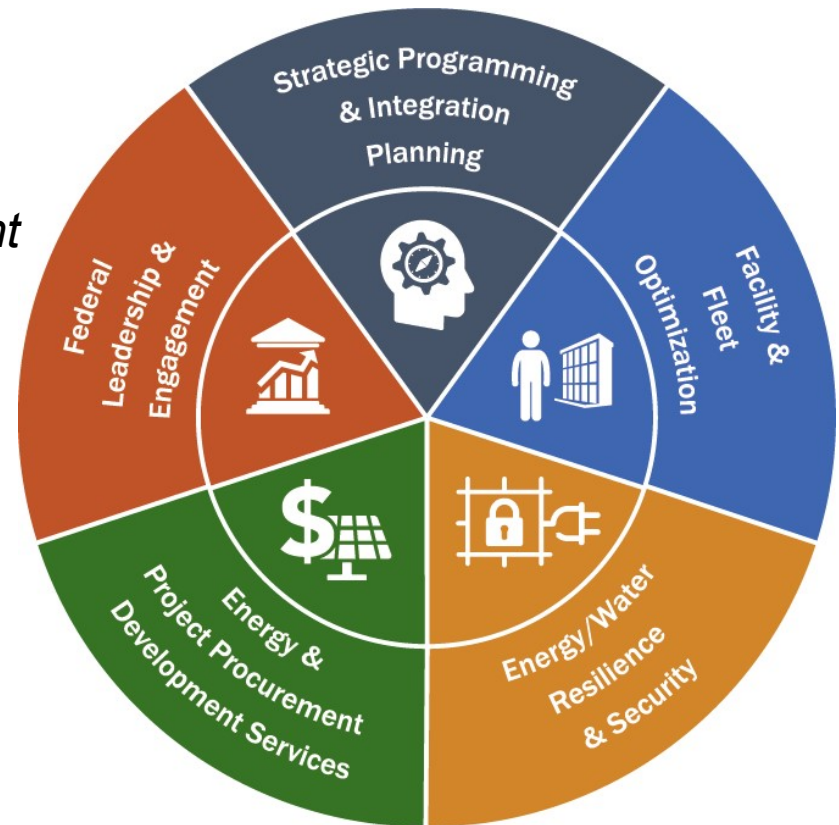 Strategic Programming
& Integration
Planning
Facility &
Fleet
Optimization
Energy/Water
Resilience
& Security
Energy &
Project Procurement
Development Services
Federal
Leadership &
Engagement